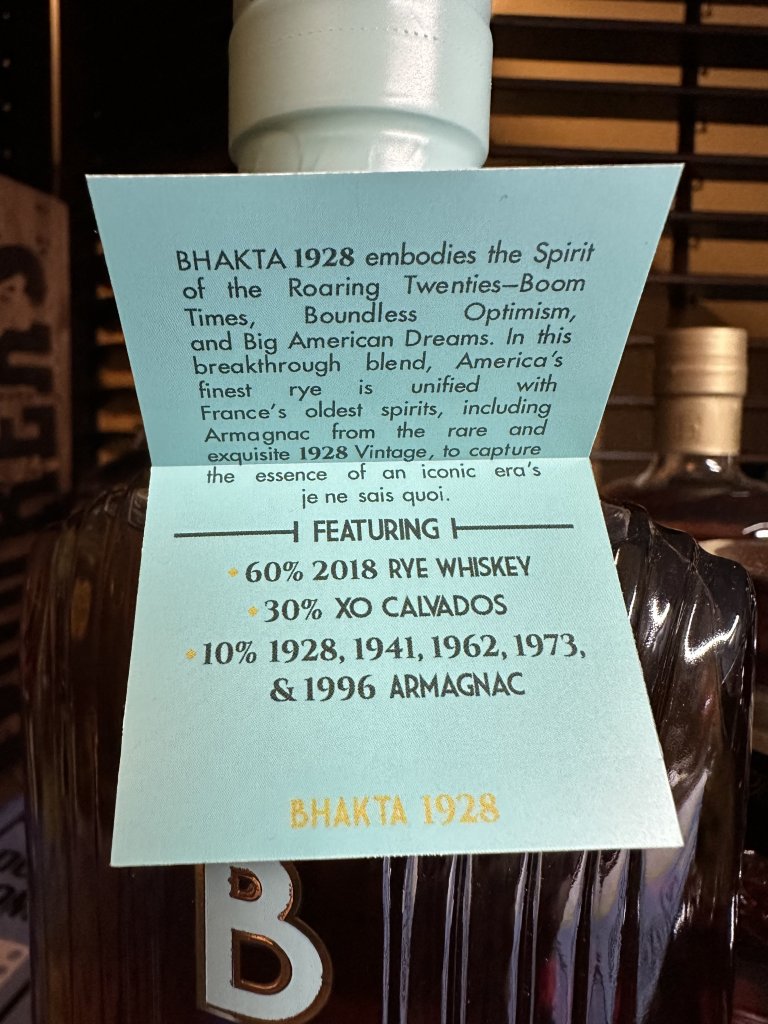 BHAKTA 1928 embodies the Spirit
of the Roaring Twenties—Boom
Times, Boundless Optimism,
and Big American Dreams. In this
breakthrough blend, America's
finest rye is unified with
France's oldest spirits, including
Armagnac from the rare and
exquisite 1928 Vintage, to capture
the essence of an iconic era's
je ne sais quoi.
FEATURING
60% 2018 RYE WHISKEY
30% XO CALVADOS
10% 1928, 1941, 1962, 1973,
& 1996 ARMAGNAC
BHAKTA 1928
B